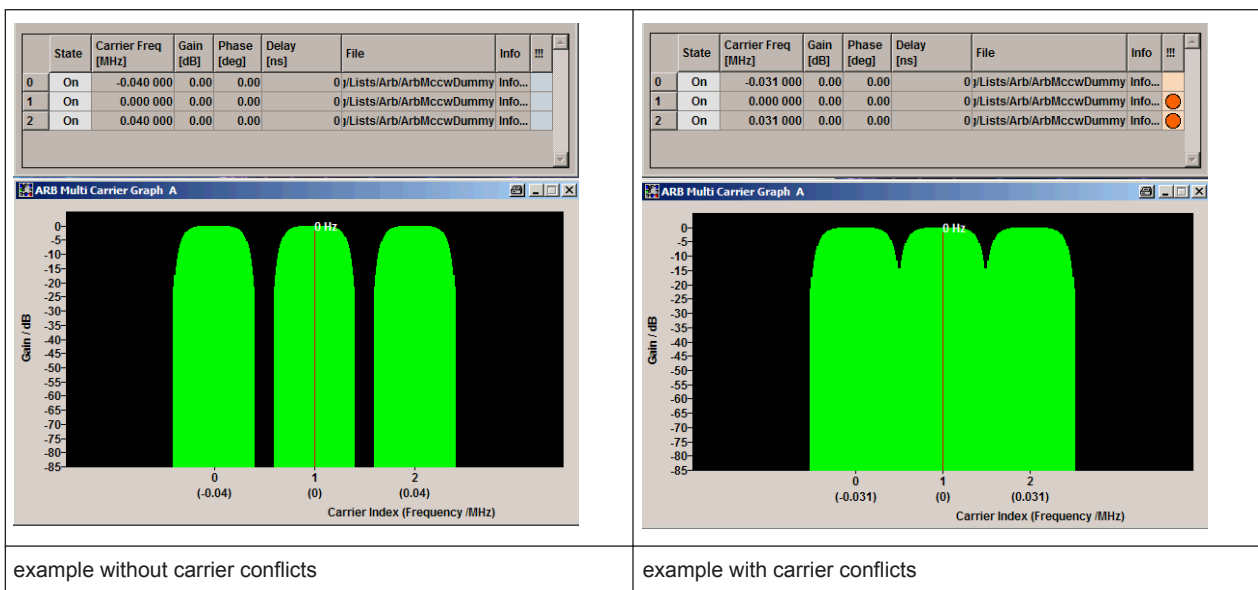 State Carrier Freq [MHz] Gain [dB] Phase [deg] Delay [ns] File Info !!!
0 On -0.040 000 0.00 0.00 0 g/Lists/Arb/ArbMccwDummy Info...
1 On 0.000 000 0.00 0.00 0 g/Lists/Arb/ArbMccwDummy Info...
2 On 0.040 000 0.00 0.00 0 g/Lists/Arb/ArbMccwDummy Info...
ARB Multi Carrier Graph A
0 Hz
Gain / dB
0
-5
-10
-15
-20
-25
-30
-35
-40
-45
-50
-55
-60
-65
-70
-75
-80
-85
0 1 2
(-0.04) (0) (0.04)
Carrier Index (Frequency /MHz)
example without carrier conflicts
State Carrier Freq [MHz] Gain [dB] Phase [deg] Delay [ns] File Info !!!
0 On -0.031 000 0.00 0.00 0 g/Lists/Arb/ArbMccwDummy Info...
1 On 0.000 000 0.00 0.00 0 g/Lists/Arb/ArbMccwDummy Info...
2 On 0.031 000 0.00 0.00 0 g/Lists/Arb/ArbMccwDummy Info...
ARB Multi Carrier Graph A
0 Hz
Gain / dB
0
-5
-10
-15
-20
-25
-30
-35
-40
-45
-50
-55
-60
-65
-70
-75
-80
-85
0 1 2
(-0.031) (0) (0.031)
Carrier Index (Frequency /MHz)
example with carrier conflicts